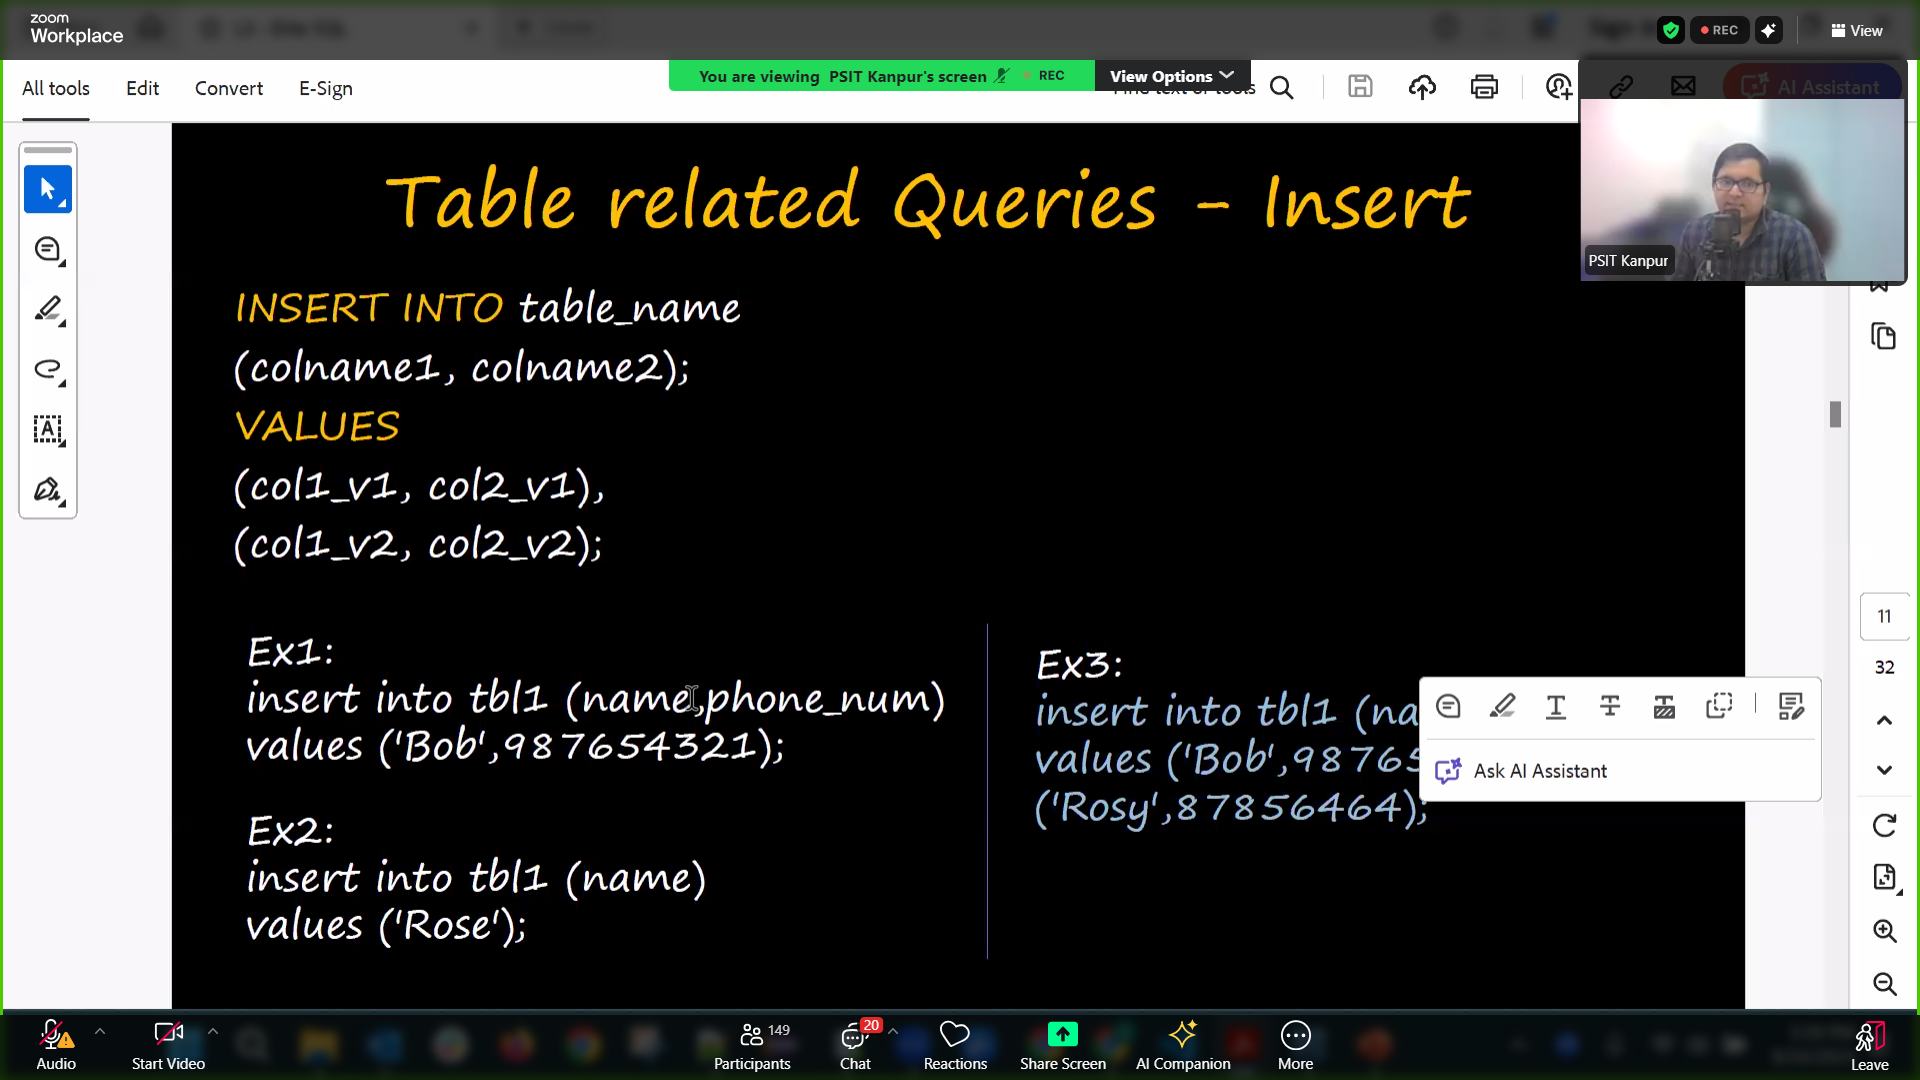 zoom
Workplace
REC
View
All tools
Edit
Convert
E-Sign
You are viewing PSIT Kanpur's screen
REC
View Options
AI Assistant
PSIT Kanpur
Table related Queries - Insert
INSERT INTO table_name
(colname1, colname2);
VALUES
(col1_v1, col2_v1),
(col1_v2, col2_v2);
Ex1:
insert into tbl1 (name,phone_num)
values ('Bob',987654321);
Ex2:
insert into tbl1 (name)
values ('Rose');
Ex3:
insert into tbl1 (na
values ('Bob',9876
('Rosy',87856464);
Ask AI Assistant
11
32
Audio
Start Video
Participants
149
Chat
20
Reactions
Share Screen
AI Companion
More
Leave